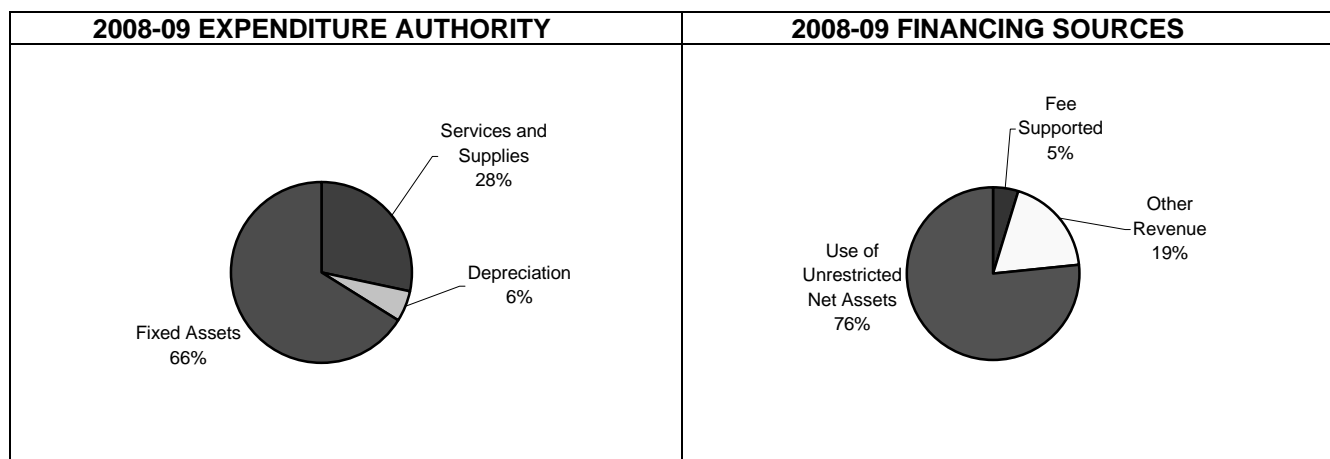 2008-09 EXPENDITURE AUTHORITY
Services and
Supplies
28%
Depreciation
6%
Fixed Assets
66%
2008-09 FINANCING SOURCES
Fee
Supported
5%
Other
Revenue
19%
Use of
Unrestricted
Net Assets
76%